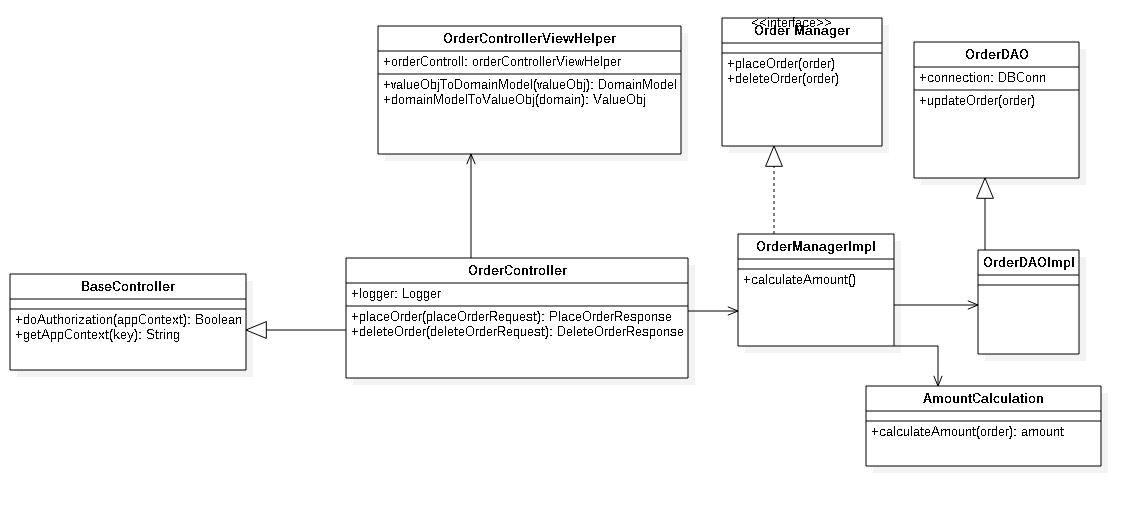 OrderControllerViewHelper
+orderControll: orderControllerViewHelper
+valueObjToDomainModel(valueObj): DomainModel
+domainModelToValueObj(domain): ValueObj
<<interface>>
Order Manager
+placeOrder(order)
+deleteOrder(order)
OrderDAO
+connection: DBConn
+updateOrder(order)
BaseController
+doAuthorization(appContext): Boolean
+getAppContext(key): String
OrderController
+logger: Logger
+placeOrder(placeOrderRequest): PlaceOrderResponse
+deleteOrder(deleteOrderRequest): DeleteOrderResponse
OrderManagerImpl
+calculateAmount()
OrderDAOImpl
AmountCalculation
+calculateAmount(order): amount